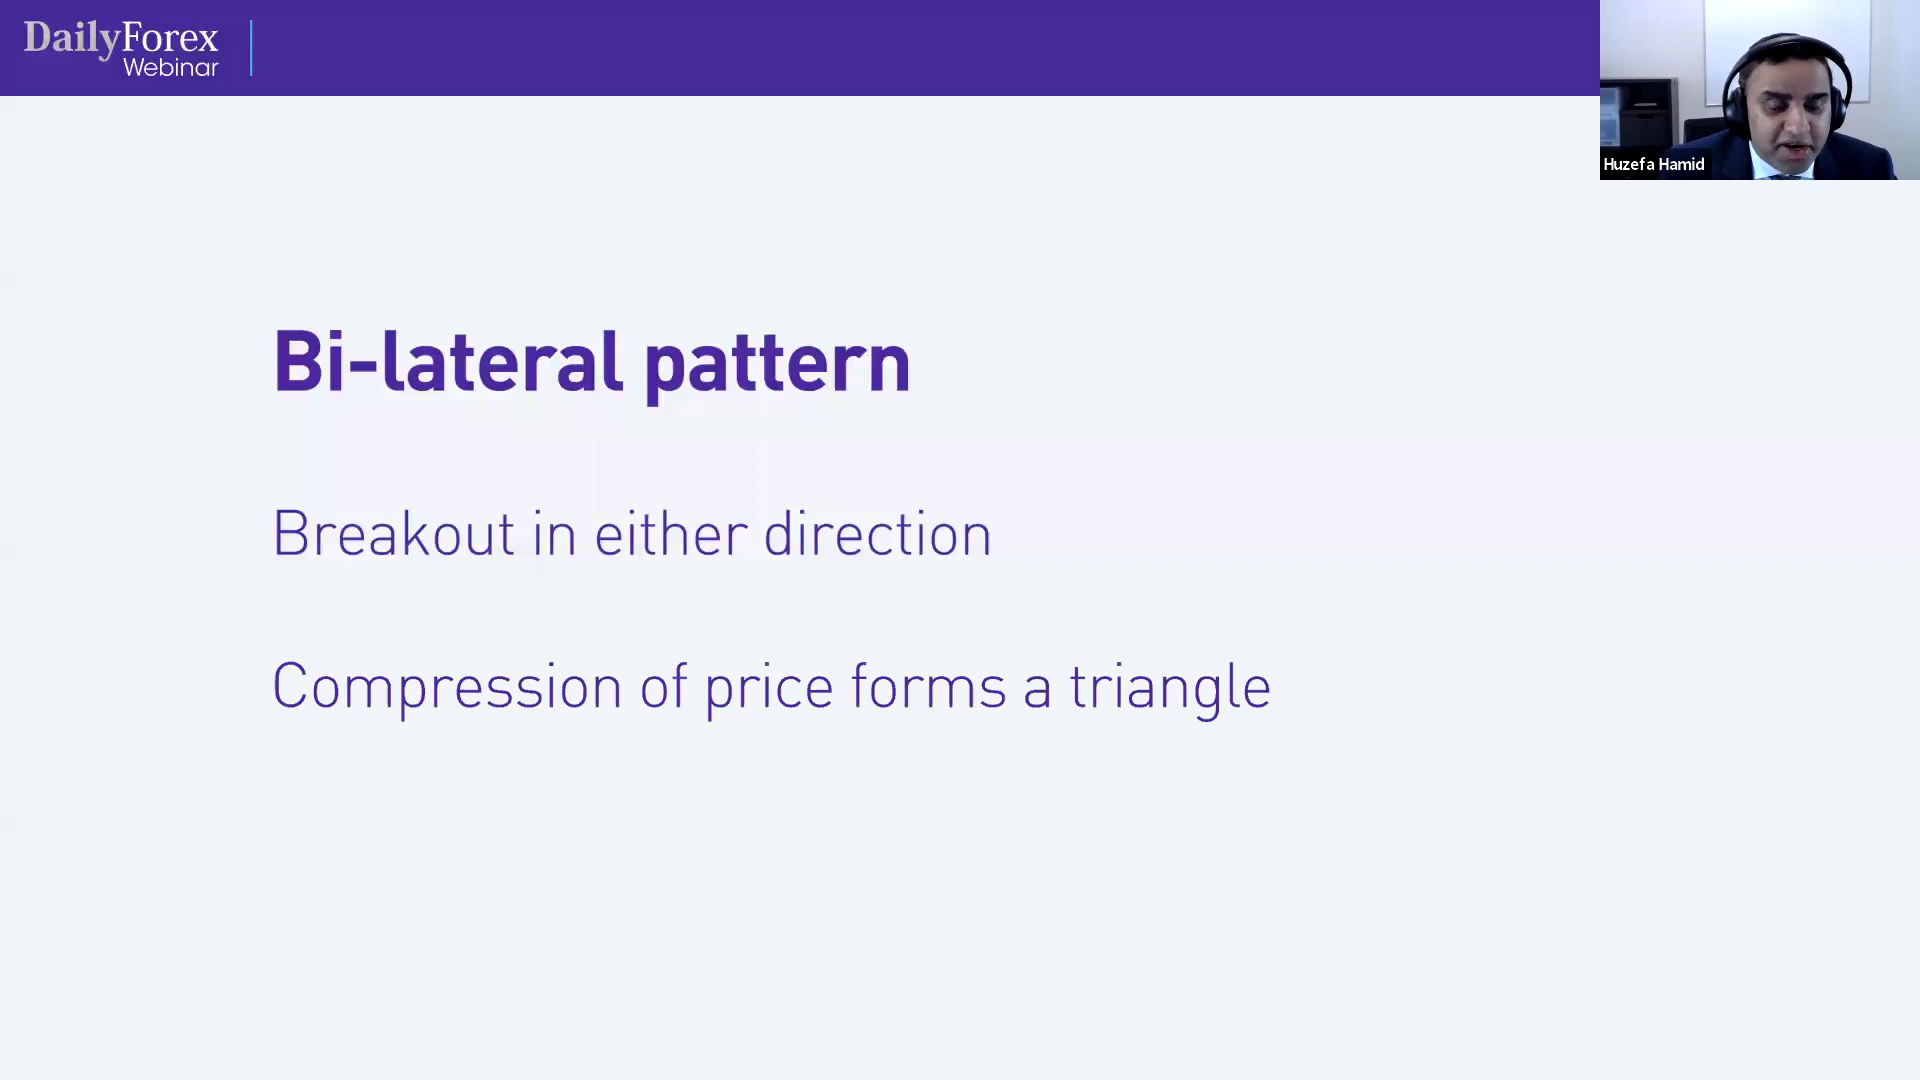 DailyForex
Webinar
Huzefa Hamid
Bi-lateral pattern
Breakout in either direction
Compression of price forms a triangle